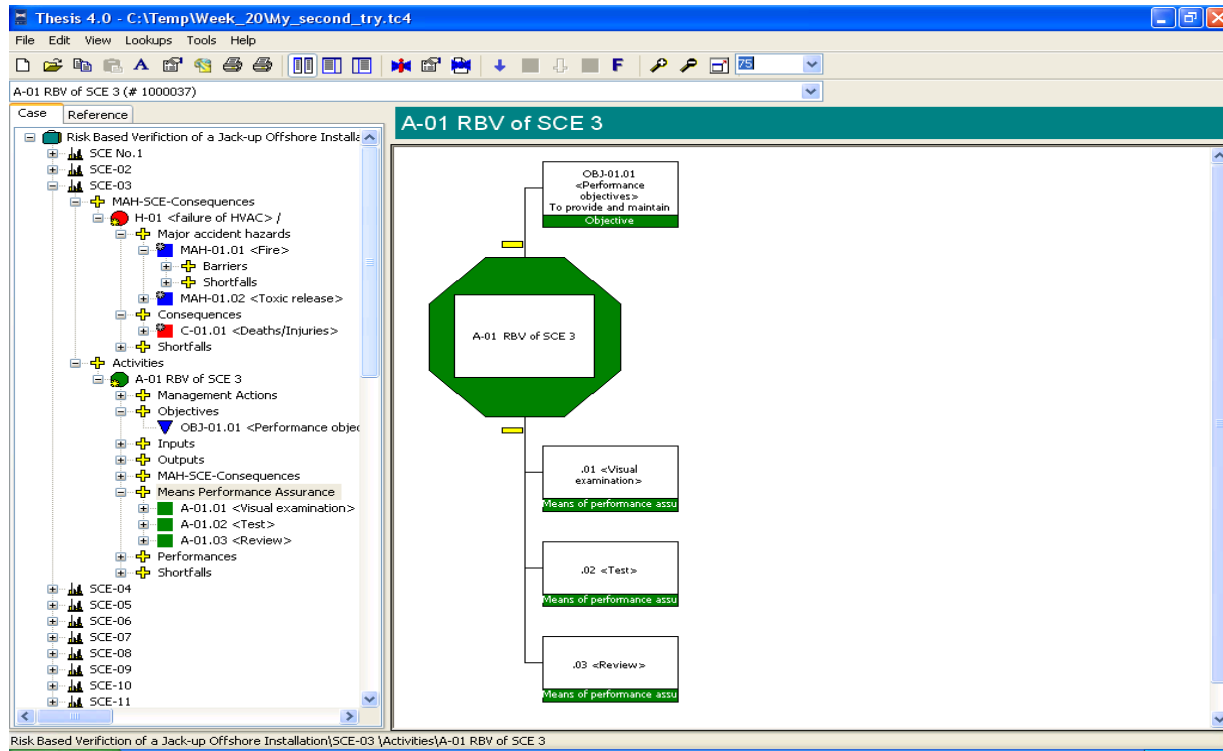 Thesis 4.0 - C:\Temp\Week_20\My_second_try.tc4
File Edit View Lookups Tools Help
A F 75
A-01 RBV of SCE 3 (# 1000037)
Case Reference
Risk Based Verifiction of a Jack-up Offshore Installa
SCE No.1
SCE-02
SCE-03
MAH-SCE-Consequences
H-01 <failure of HVAC> /
Major accident hazards
MAH-01.01 <Fire>
Barriers
Shortfalls
MAH-01.02 <Toxic release>
Consequences
C-01.01 <Deaths/Injuries>
Shortfalls
Activities
A-01 RBV of SCE 3
Management Actions
Objectives
OBJ-01.01 <Performance objec
Inputs
Outputs
MAH-SCE-Consequences
Means Performance Assurance
A-01.01 <Visual examination>
A-01.02 <Test>
A-01.03 <Review>
Performances
Shortfalls
SCE-04
SCE-05
SCE-06
SCE-07
SCE-08
SCE-09
SCE-10
SCE-11
A-01 RBV of SCE 3
OBJ-01.01
<Performance
objectives>
To provide and maintain
Objective
A-01 RBV of SCE 3
.01 <Visual
examination>
Means of performance assu
.02 <Test>
Means of performance assu
.03 <Review>
Means of performance assu
Risk Based Verifiction of a Jack-up Offshore Installation\SCE-03 \Activities\A-01 RBV of SCE 3